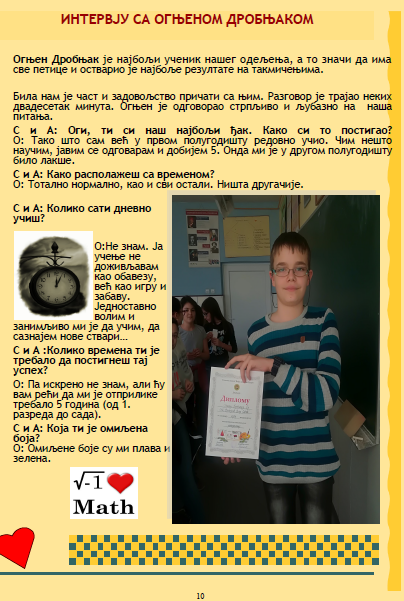 ИНТЕРВЈУ СА ОГЊЕНОМ ДРОБЊАКОМ
Огњен Дробњак је најбољи ученик нашег одељења, а то значи да има
све петице и остварио је најбоље резултате на такмичењима.
Била нам је част и задовољство причати са њим. Разговор је трајао неких
двадесетак минута. Огњен је одговорао стрпљиво и љубазно на наша
питања.
С и А: Оги, ти си наш најбољи ђак. Како си то постигао?
О: Тако што сам већ у првом полугодишту редовно учио. Чим нешто
научим, јавим се одговарам и добијем 5. Онда ми је у другом полугодишту
било лакше.
С и А: Како располажеш са временом?
О: Тотално нормално, као и сви остали. Ништа другачије.
С и А: Колико сати дневно
учиш?
О:Не знам. Ја
учење не
доживљавам
као обавезу,
већ као игру и
забаву.
Једноставно
волим и
занимљиво ми је да учим, да
сазнајем нове ствари…
С и А :Колико времена ти је
требало да постигнеш тај
успех?
О: Па искрено не знам, али ћу
вам рећи да ми је отприлике
требало 5 година (од 1.
разреда до сада).
С и А: Која ти је омиљена
боја?
О: Омиљене боје су ми плава и
зелена.
Диплому
√-1
Math
10